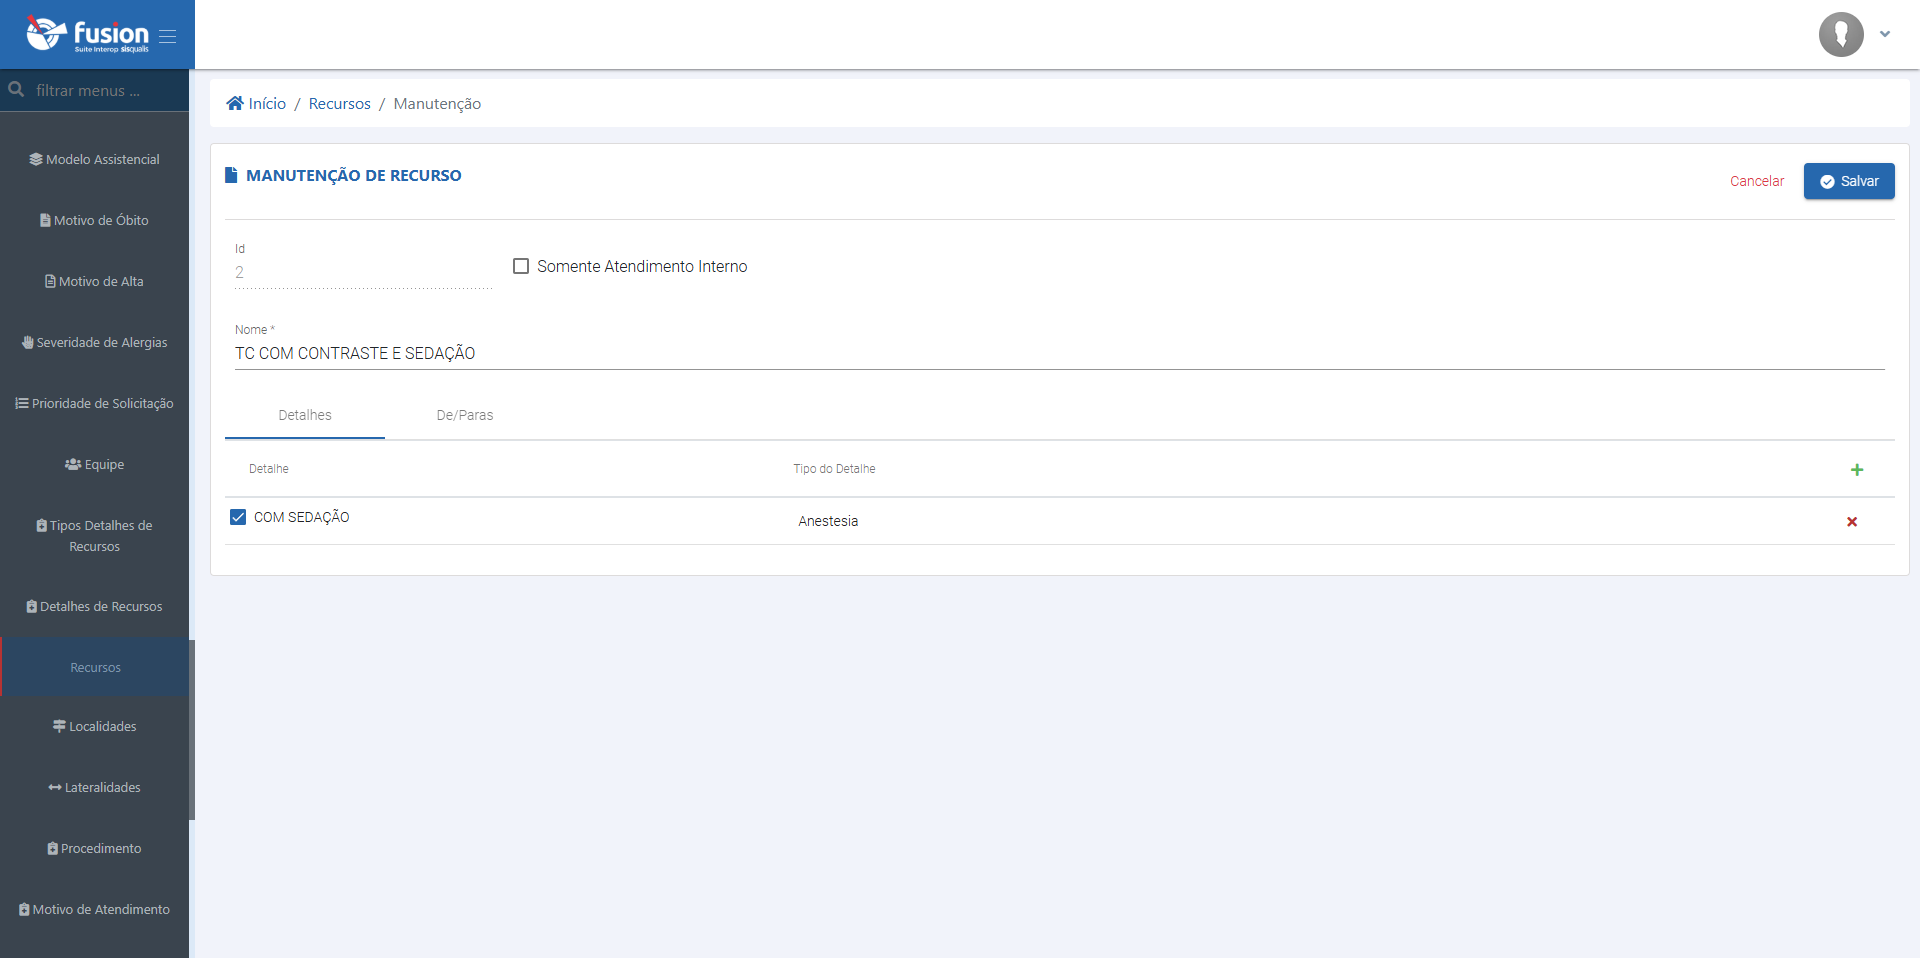 fusion
Suite Interop sisqualis
filtrar menus ...
Modelo Assistencial
Motivo de Óbito
Motivo de Alta
Severidade de Alergias
Prioridade de Solicitação
Equipe
Tipos Detalhes de
Recursos
Detalhes de Recursos
Recursos
Localidades
Lateralidades
Procedimento
Motivo de Atendimento
Início / Recursos / Manutenção
MANUTENÇÃO DE RECURSO
Cancelar
Salvar
Id
2
Somente Atendimento Interno
Nome *
TC COM CONTRASTE E SEDAÇÃO
Detalhes
De/Paras
Detalhe
Tipo do Detalhe
COM SEDAÇÃO
Anestesia